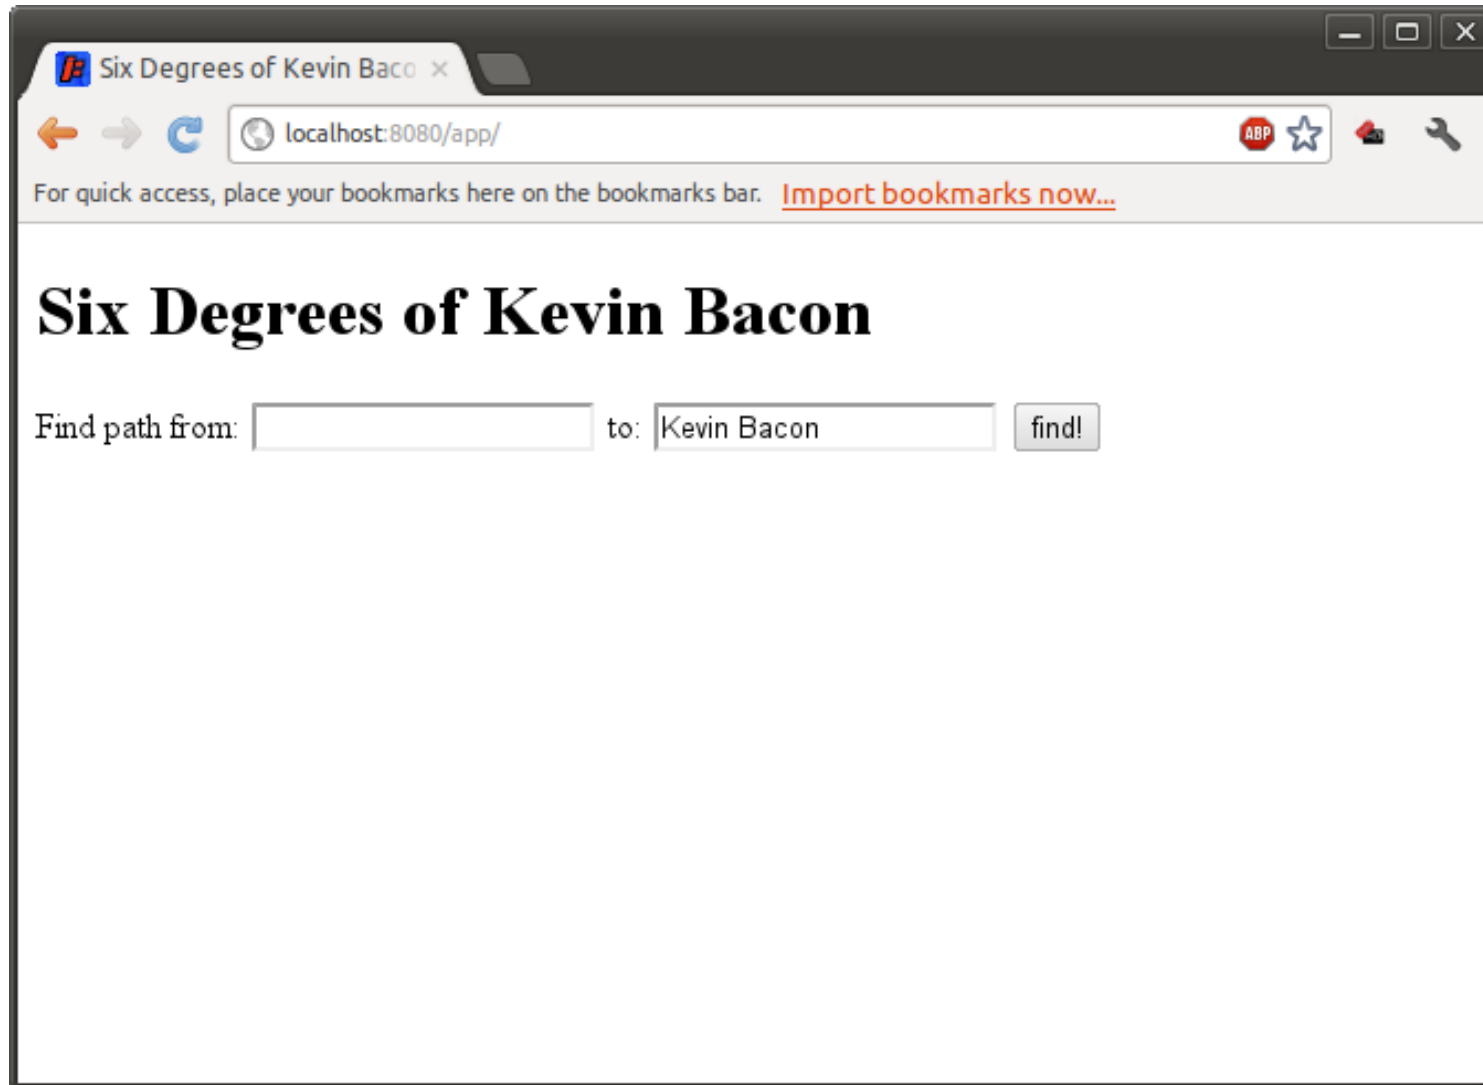 Six Degrees of Kevin Baco
localhost:8080/app/
ABP
For quick access, place your bookmarks here on the bookmarks bar. Import bookmarks now...
Six Degrees of Kevin Bacon
Find path from: to: Kevin Bacon find!